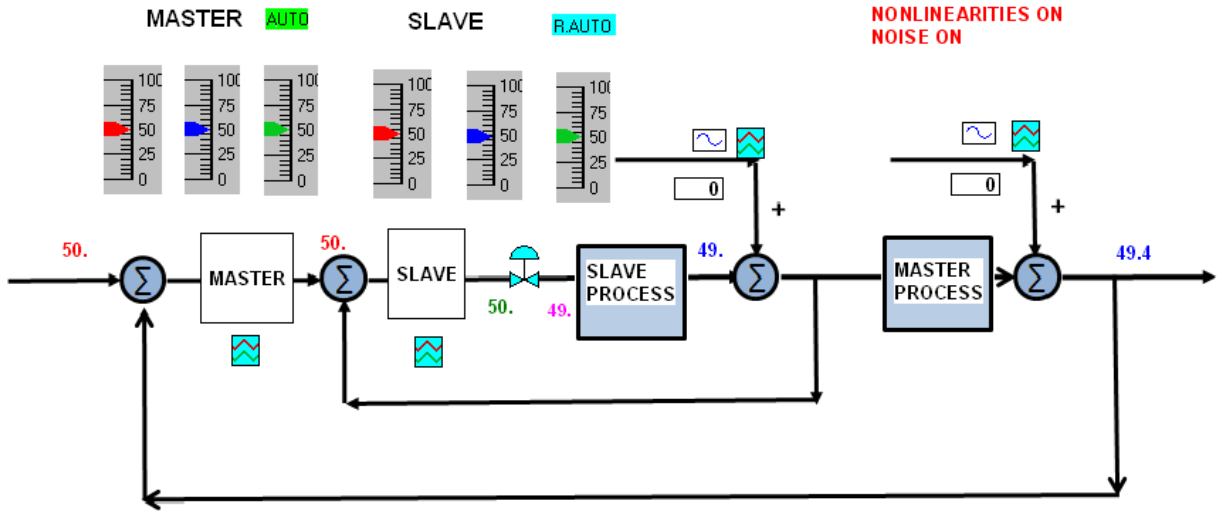 MASTER AUTO SLAVE R.AUTO
NONLINEARITIES ON
NOISE ON
100 100 100 100 100 100
75 75 75 75 75 75
50 50 50 50 50 50
25 25 25 25 25 25
0 0 0 0 0 0
0 0
+ +
50. Σ MASTER 50. Σ SLAVE 50. 49. SLAVE 49. Σ MASTER Σ 49.4
PROCESS PROCESS